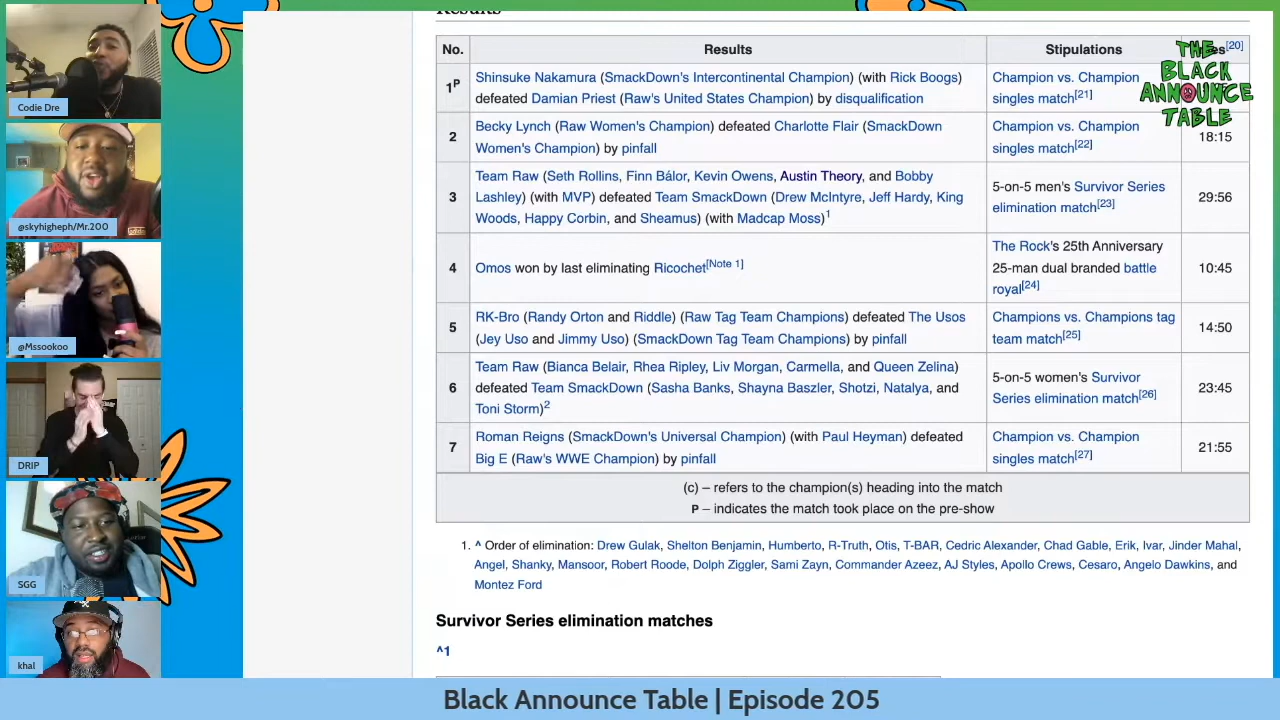 Results
No. Results Stipulations es[20]
1P Shinsuke Nakamura (SmackDown's Intercontinental Champion) (with Rick Boogs)
defeated Damian Priest (Raw's United States Champion) by disqualification
Champion vs. Champion
singles match[21]
THE
BLACK
ANNOUNCE
TABLE
2 Becky Lynch (Raw Women's Champion) defeated Charlotte Flair (SmackDown
Women's Champion) by pinfall
Champion vs. Champion
singles match[22]
18:15
3 Team Raw (Seth Rollins, Finn Bálor, Kevin Owens, Austin Theory, and Bobby
Lashley) (with MVP) defeated Team SmackDown (Drew McIntyre, Jeff Hardy, King
Woods, Happy Corbin, and Sheamus) (with Madcap Moss)1
5-on-5 men's Survivor Series
elimination match[23]
29:56
4 Omos won by last eliminating Ricochet[Note 1]
The Rock's 25th Anniversary
25-man dual branded battle
royal[24]
10:45
5 RK-Bro (Randy Orton and Riddle) (Raw Tag Team Champions) defeated The Usos
(Jey Uso and Jimmy Uso) (SmackDown Tag Team Champions) by pinfall
Champions vs. Champions tag
team match[25]
14:50
6 Team Raw (Bianca Belair, Rhea Ripley, Liv Morgan, Carmella, and Queen Zelina)
defeated Team SmackDown (Sasha Banks, Shayna Baszler, Shotzi, Natalya, and
Toni Storm)2
5-on-5 women's Survivor
Series elimination match[26]
23:45
7 Roman Reigns (SmackDown's Universal Champion) (with Paul Heyman) defeated
Big E (Raw's WWE Champion) by pinfall
Champion vs. Champion
singles match[27]
21:55
(c) – refers to the champion(s) heading into the match
P – indicates the match took place on the pre-show
1. ^ Order of elimination: Drew Gulak, Shelton Benjamin, Humberto, R-Truth, Otis, T-BAR, Cedric Alexander, Chad Gable, Erik, Ivar, Jinder Mahal,
Angel, Shanky, Mansoor, Robert Roode, Dolph Ziggler, Sami Zayn, Commander Azeez, AJ Styles, Apollo Crews, Cesaro, Angelo Dawkins, and
Montez Ford
Survivor Series elimination matches
^1
Codie Dre
@skyhigheph/Mr.200
@Mssookoo
DRIP
SGG
khal
Black Announce Table | Episode 205